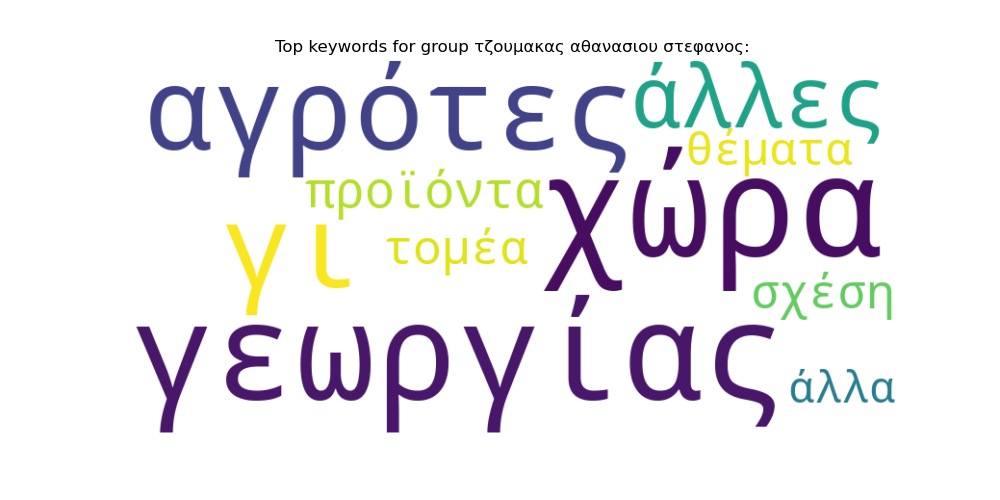 Top keywords for group τζουμακας αθανασιου στεφανος:
αγρότες άλλες
θέματα
προϊόντα χώρα
γι τομέα
σχέση
γεωργίας
άλλα